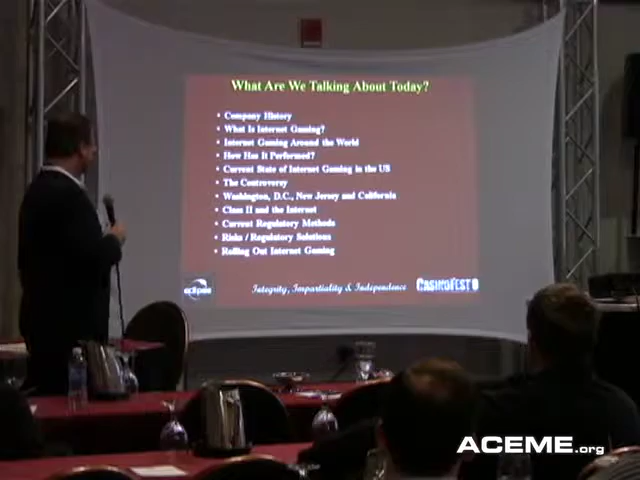 What Are We Talking About Today?
• Company History
• What Is Internet Gaming?
• Internet Gaming Around the World
• How Has It Performed?
• Current State of Internet Gaming in the US
• The Controversy
• Washington, D.C., New Jersey and California
• Class II and the Internet
• Current Regulatory Methods
• Risks / Regulatory Solutions
• Rolling Out Internet Gaming
Integrity, Impartiality & Independence
ACEME.org